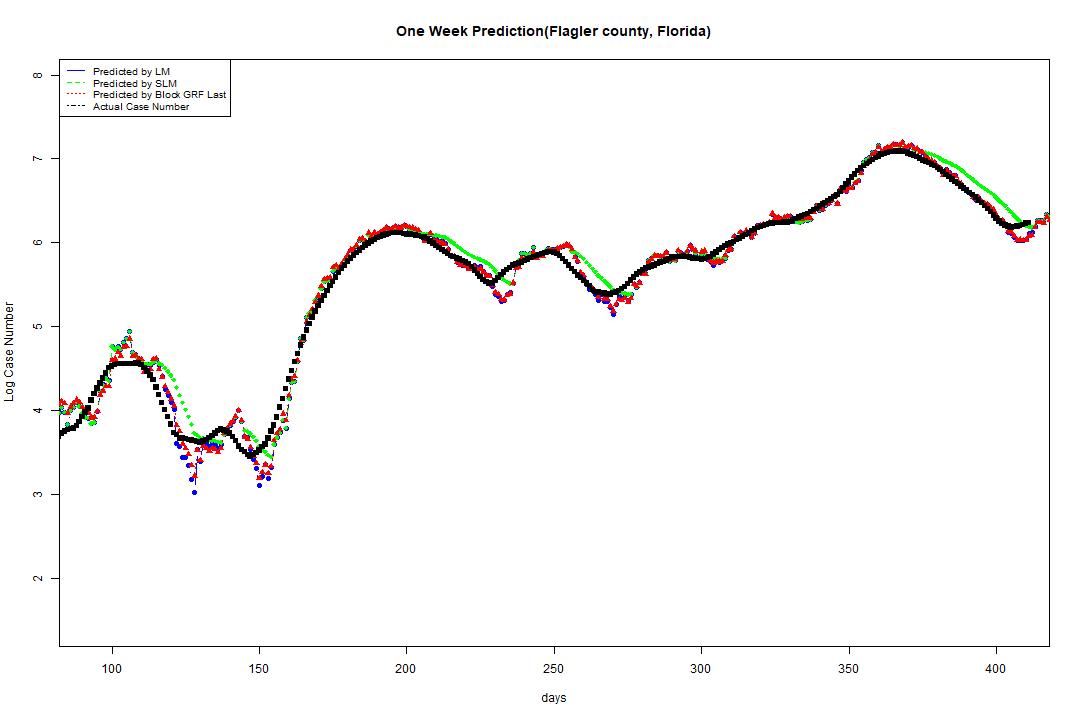 One Week Prediction(Flagler county, Florida)
Predicted by LM
Predicted by SLM
Predicted by Block GRF Last
Actual Case Number
8
7
6
5
4
3
2
Log Case Number
100 150 200 250 300 350 400
days